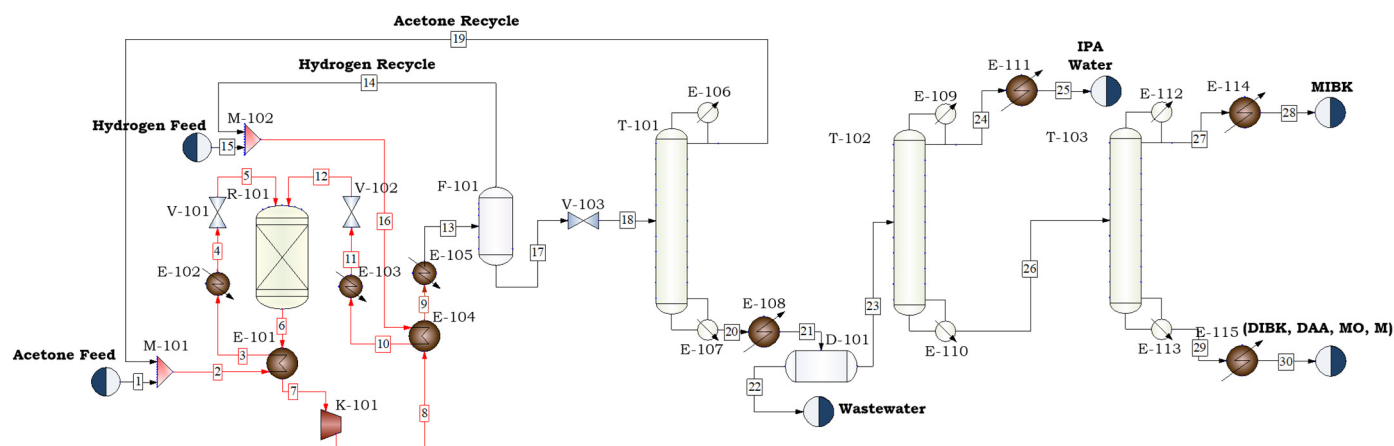 Acetone Recycle
19
Hydrogen Recycle
14
IPA
Water
E-111
25
24
E-114
MIBK
28
27
E-106
E-109
E-112
M-102
Hydrogen Feed
15
T-101
T-102
T-103
5
R-101
12
V-102
V-101
F-101
16
13
V-103
18
17
4
11
E-102
E-103
E-105
9
6
E-101
E-104
3
10
E-108
20
21
E-107
23
26
E-110
E-113
29
E-115
(DIBK, DAA, MO, M)
30
Acetone Feed
M-101
1
2
7
K-101
8
D-101
22
Wastewater